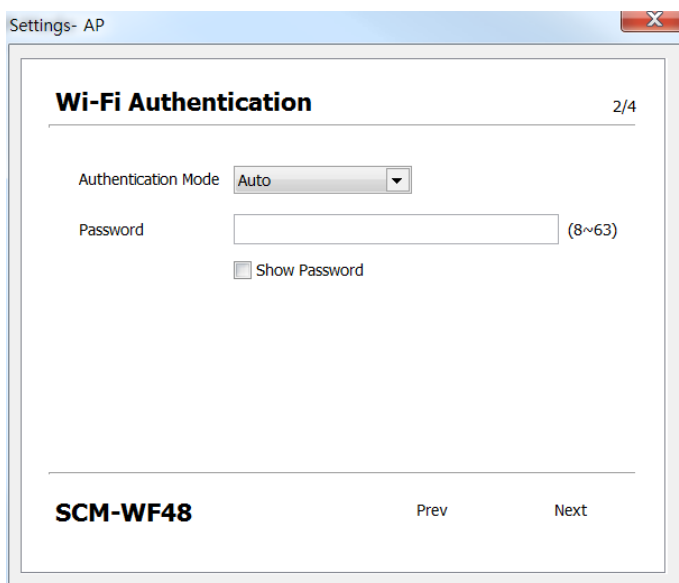 Settings- AP
X
Wi-Fi Authentication 2/4
Authentication Mode Auto
Password (8~63)
Show Password
SCM-WF48 Prev Next